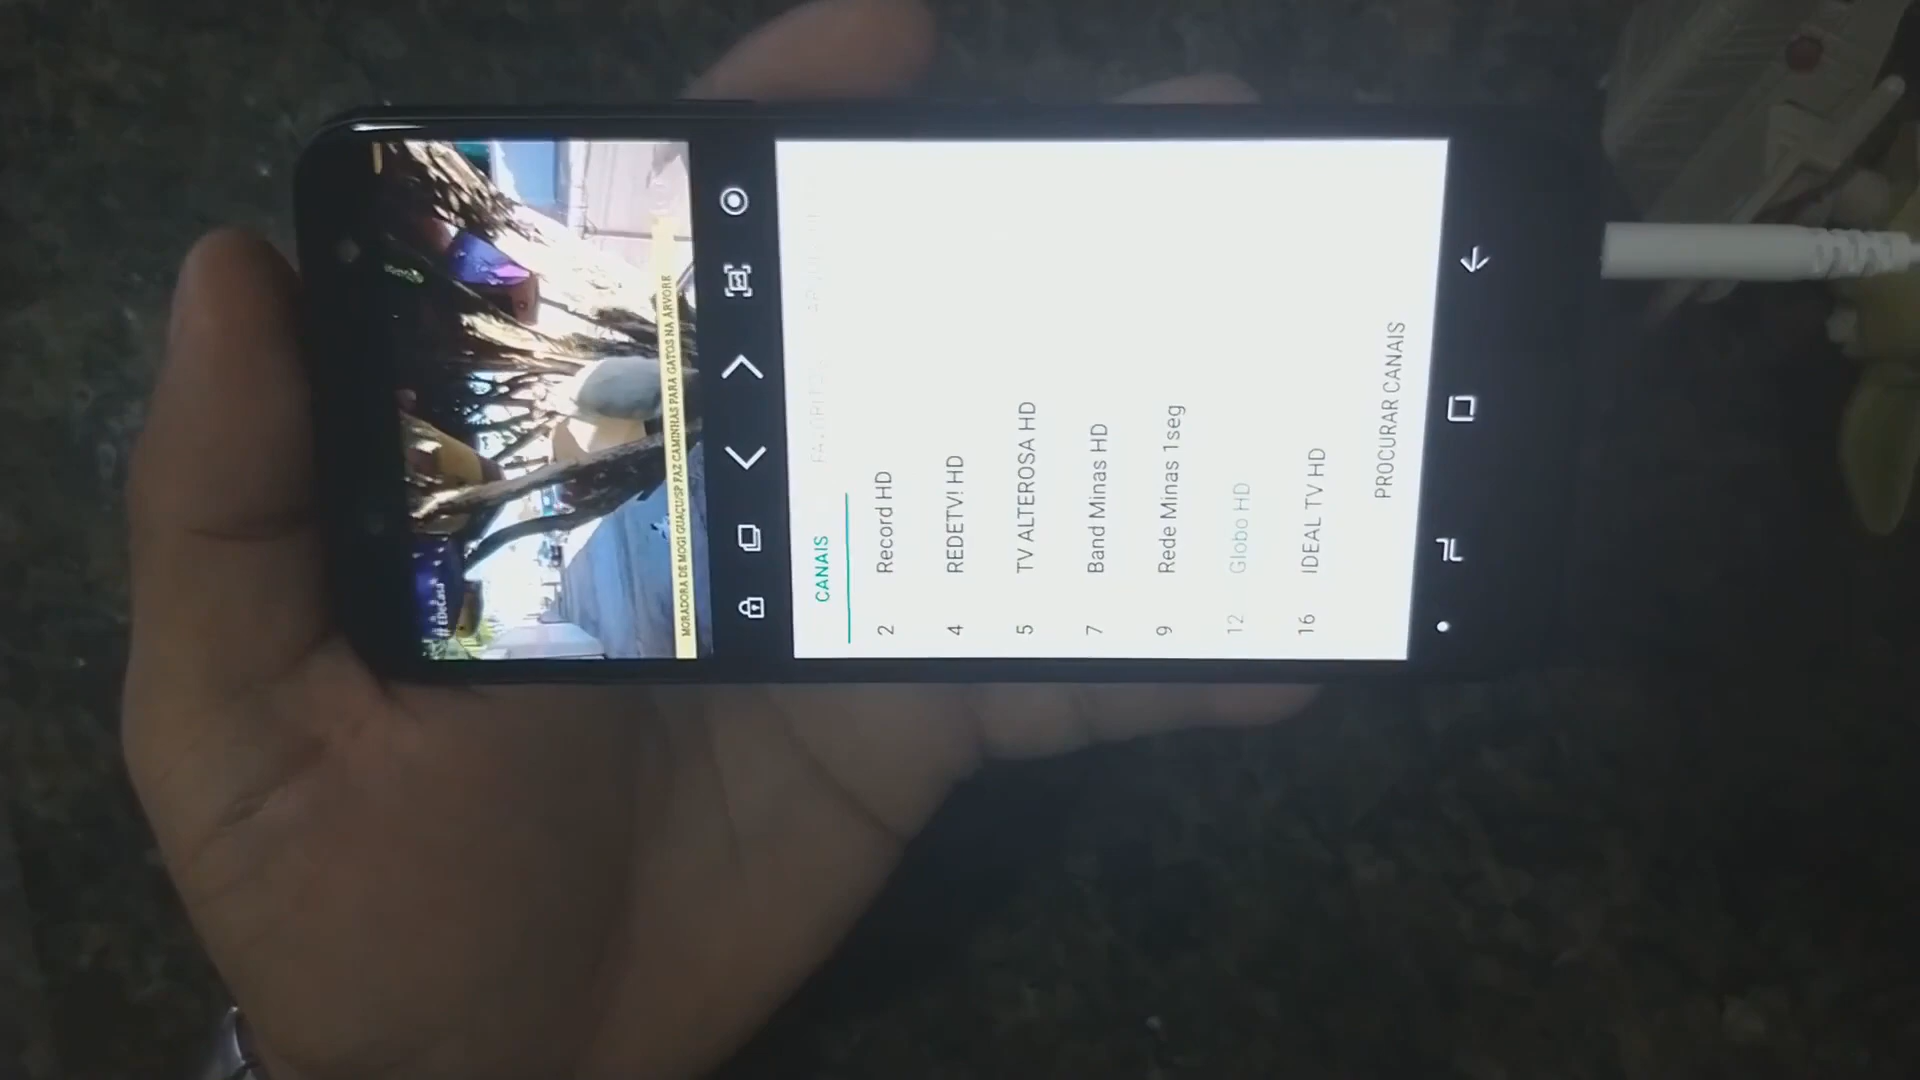 #EDeCasa
MORADORA DE MOGI GUAÇU/SP FAZ CAMINHAS PARA GATOS NA ÁRVORE
CANAIS FAVORITOS
2 Record HD
4 REDETV! HD
5 TV ALTEROSA HD
7 Band Minas HD
9 Rede Minas 1seg
12 Globo HD
16 IDEAL TV HD
PROCURAR CANAIS